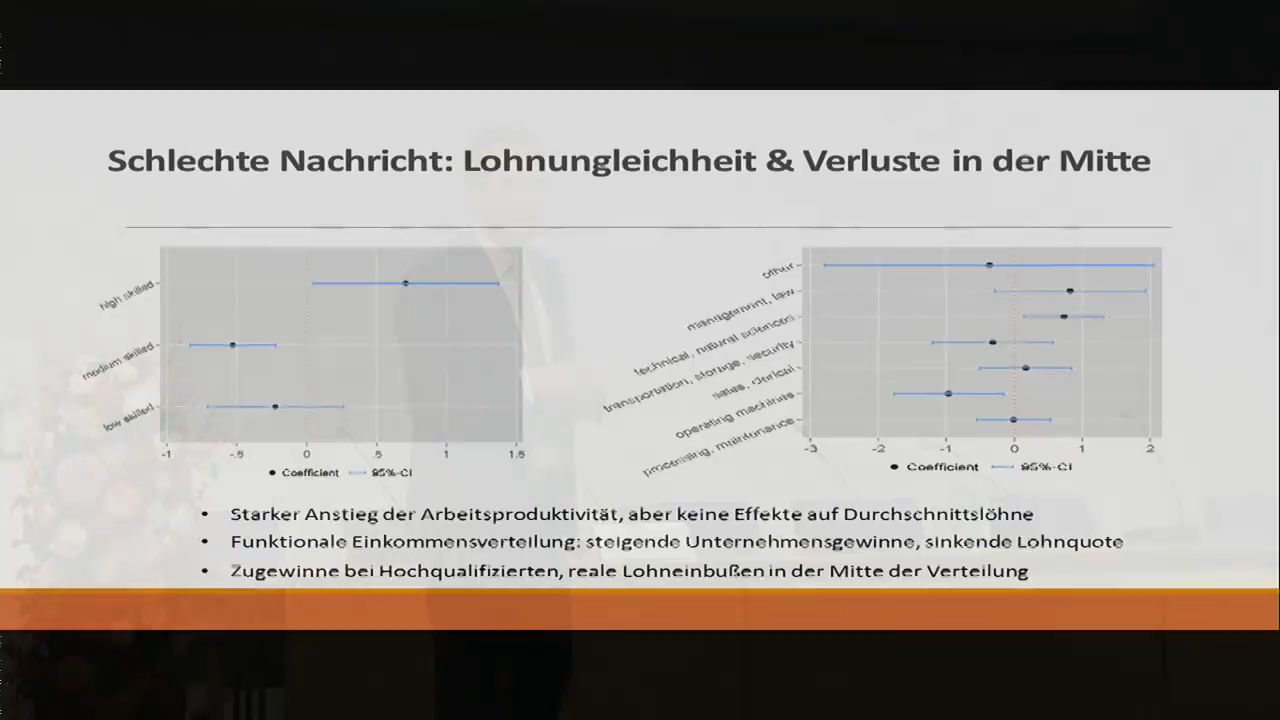 Schlechte Nachricht: Lohnungleichheit & Verluste in der Mitte
high skilled
medium skilled
low skilled
-1
-.5
0
.5
1
1.5
Coefficient
95%-CI
other
management, law
technical, natural sciences
transportation, storage, security
sales, clerical
operating machines
processing, maintenance
-3
-2
-1
0
1
2
Coefficient
95%-CI
• Starker Anstieg der Arbeitsproduktivität, aber keine Effekte auf Durchschnittslöhne
• Funktionale Einkommensverteilung: steigende Unternehmensgewinne, sinkende Lohnquote
• Zugewinne bei Hochqualifizierten, reale Lohneinbußen in der Mitte der Verteilung